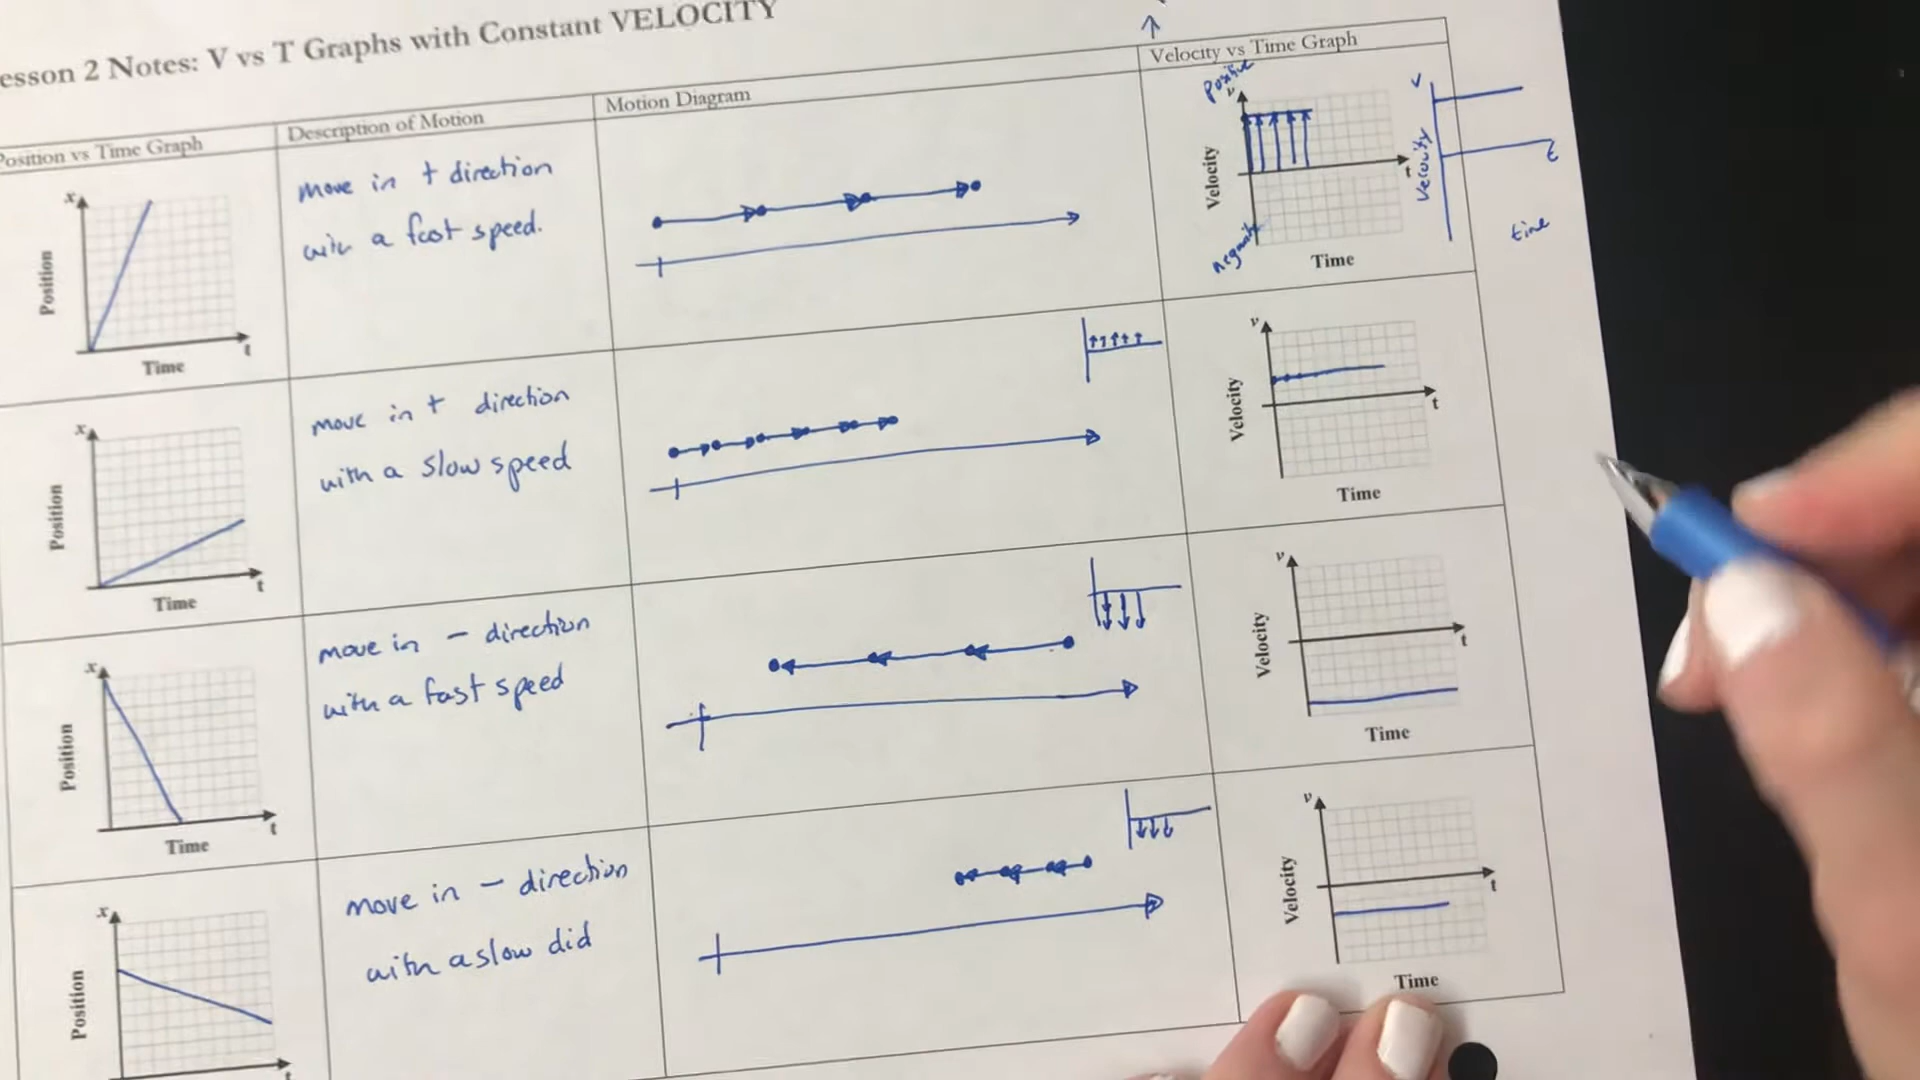 esson 2 Notes: V vs T Graphs with Constant VELOCITY
Position vs Time Graph
Description of Motion
Motion Diagram
Velocity vs Time Graph
x
Position
t
Time
move in + direction
with a fast speed.
positive
v
Velocity
negative
t
Time
v
Velocity
t
time
x
Position
t
Time
move in + direction
with a slow speed
v
Velocity
t
Time
x
Position
t
Time
move in − direction
with a fast speed
v
Velocity
t
Time
x
Position
t
move in − direction
with a slow did
v
Velocity
t
Time